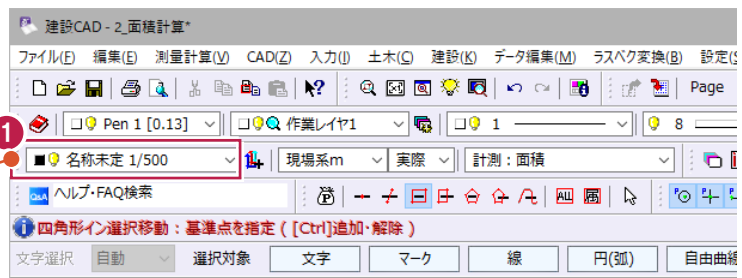 建設CAD - 2_面積計算*
ファイル(F) 編集(E) 測量計算(V) CAD(Z) 入力(I) 土木(C) 建設(K) データ編集(M) ラスベク変換(B) 設定(S
Page
Pen 1 [0.13] 作業レイヤ1 1 8
1
名称未定 1/500 現場系m 実際 計測：面積
Q&A ヘルプ・FAQ検索 P ALL
四角形イン選択移動：基準点を指定（[Ctrl]追加・解除）
文字選択 自動 選択対象 文字 マーク 線 円(弧) 自由曲線